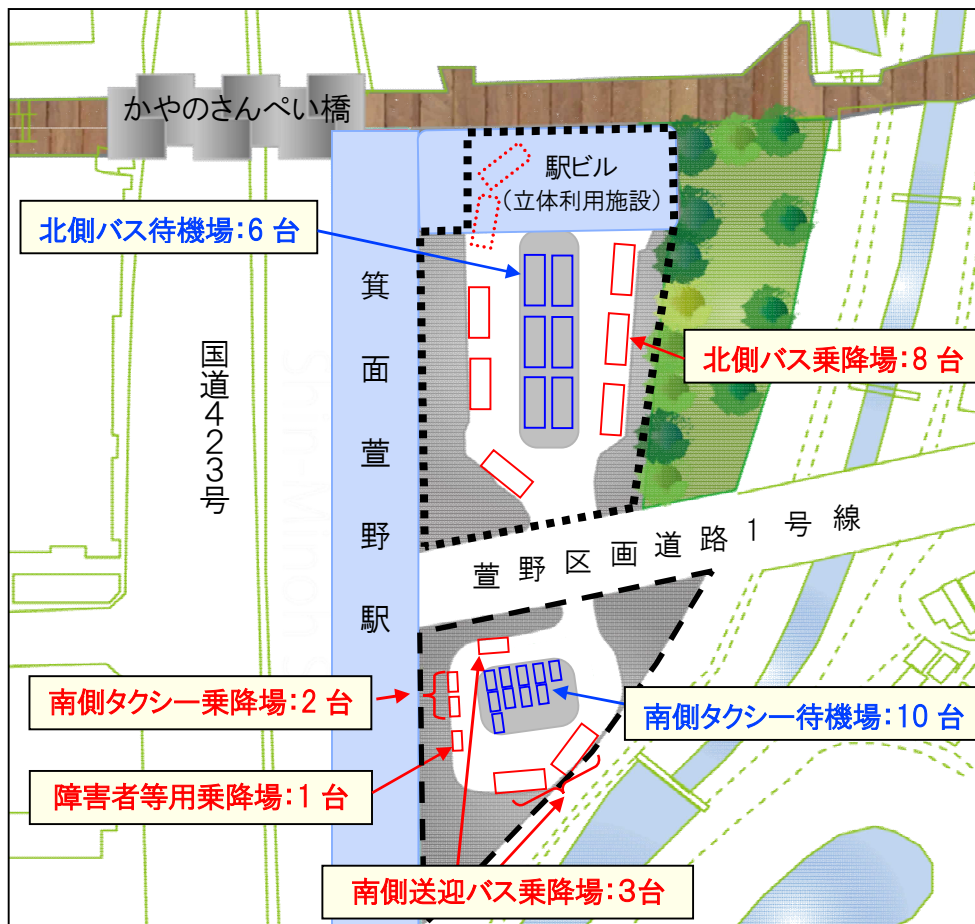 かやのさんぺい橋
駅ビル
（立体利用施設）
北側バス待機場：6 台
箕面萱野駅
国道423号
北側バス乗降場：8 台
萱野区画道路1号線
南側タクシー乗降場：2 台
南側タクシー待機場：10 台
障害者等用乗降場：1 台
南側送迎バス乗降場：3台